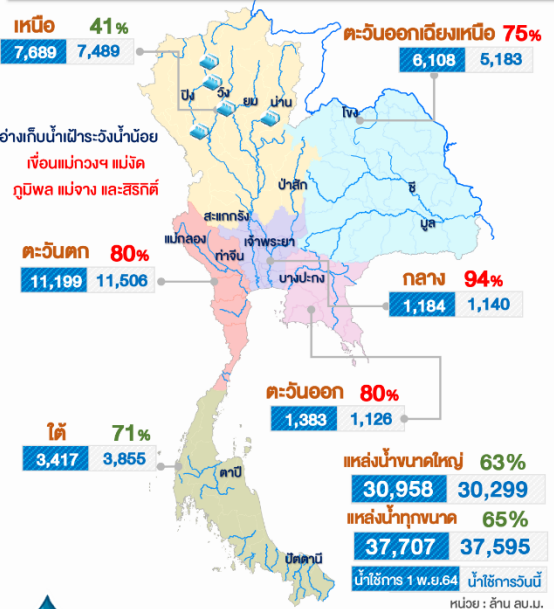 เหนือ 41%
7,689 7,489
ตะวันออกเฉียงเหนือ 75%
6,108 5,183
ปิง วัง ยม น่าน
โขง
อ่างเก็บน้ำเฝ้าระวังน้ำน้อย
เขื่อนแม่กวงฯ แม่งัด
ภูมิพล แม่จาง และสิริกิติ์
ป่าสัก
ชี
มูล
สะแกกรัง
แม่กลอง
เจ้าพระยา
ท่าจีน
บางปะกง
ตะวันตก 80%
11,199 11,506
กลาง 94%
1,184 1,140
ตะวันออก 80%
1,383 1,126
ใต้ 71%
3,417 3,855
ตาปี
ปัตตานี
แหล่งน้ำขนาดใหญ่ 63%
30,958 30,299
แหล่งน้ำทุกขนาด 65%
37,707 37,595
น้ำใช้การ 1 พ.ย.64 น้ำใช้การวันนี้
หน่วย : ล้าน ลบ.ม.